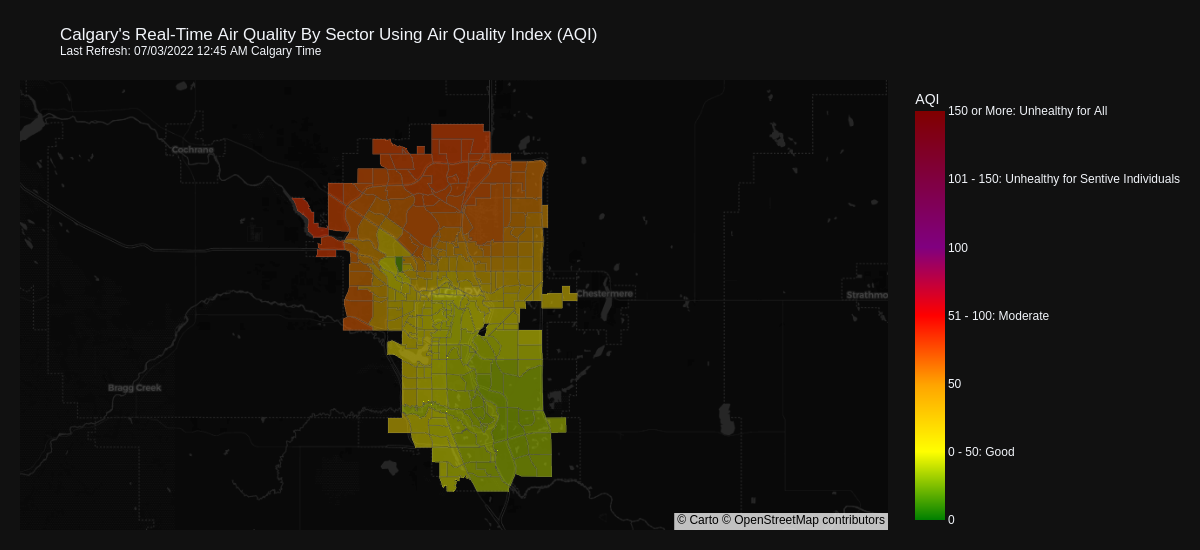 Calgary's Real-Time Air Quality By Sector Using Air Quality Index (AQI)
Last Refresh: 07/03/2022 12:45 AM Calgary Time
AQI
150 or More: Unhealthy for All
Cochrane
101 - 150: Unhealthy for Sentive Individuals
100
Chestermere
Strathmo
51 - 100: Moderate
50
Bragg Creek
0 - 50: Good
© Carto © OpenStreetMap contributors
0